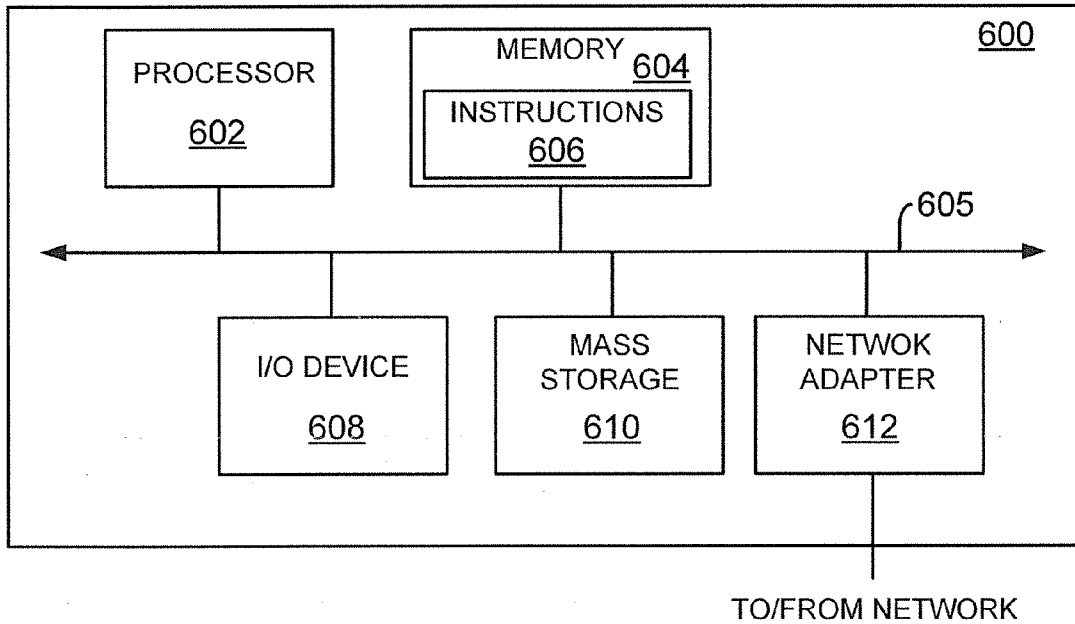 600
PROCESSOR
602
MEMORY
604
INSTRUCTIONS
606
605
I/O DEVICE
608
MASS
STORAGE
610
NETWOK
ADAPTER
612
TO/FROM NETWORK